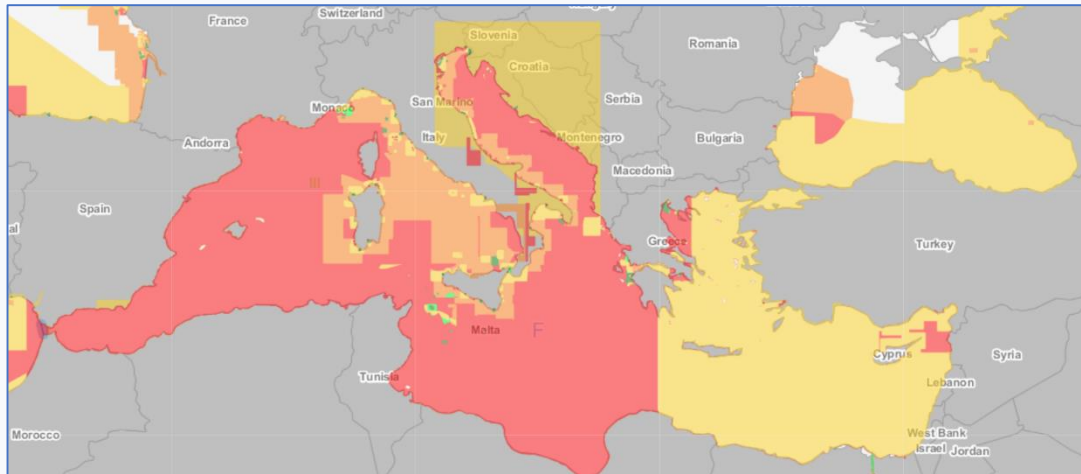 Switzerland
France
Slovenia
Croatia
Romania
Monaco
San Marino
Serbia
Italy
Montenegro
Bulgaria
Andorra
Macedonia
Spain
Greece
Turkey
Malta
F
Cyprus
Syria
Tunisia
Lebanon
Morocco
West Bank
Israel
Jordan